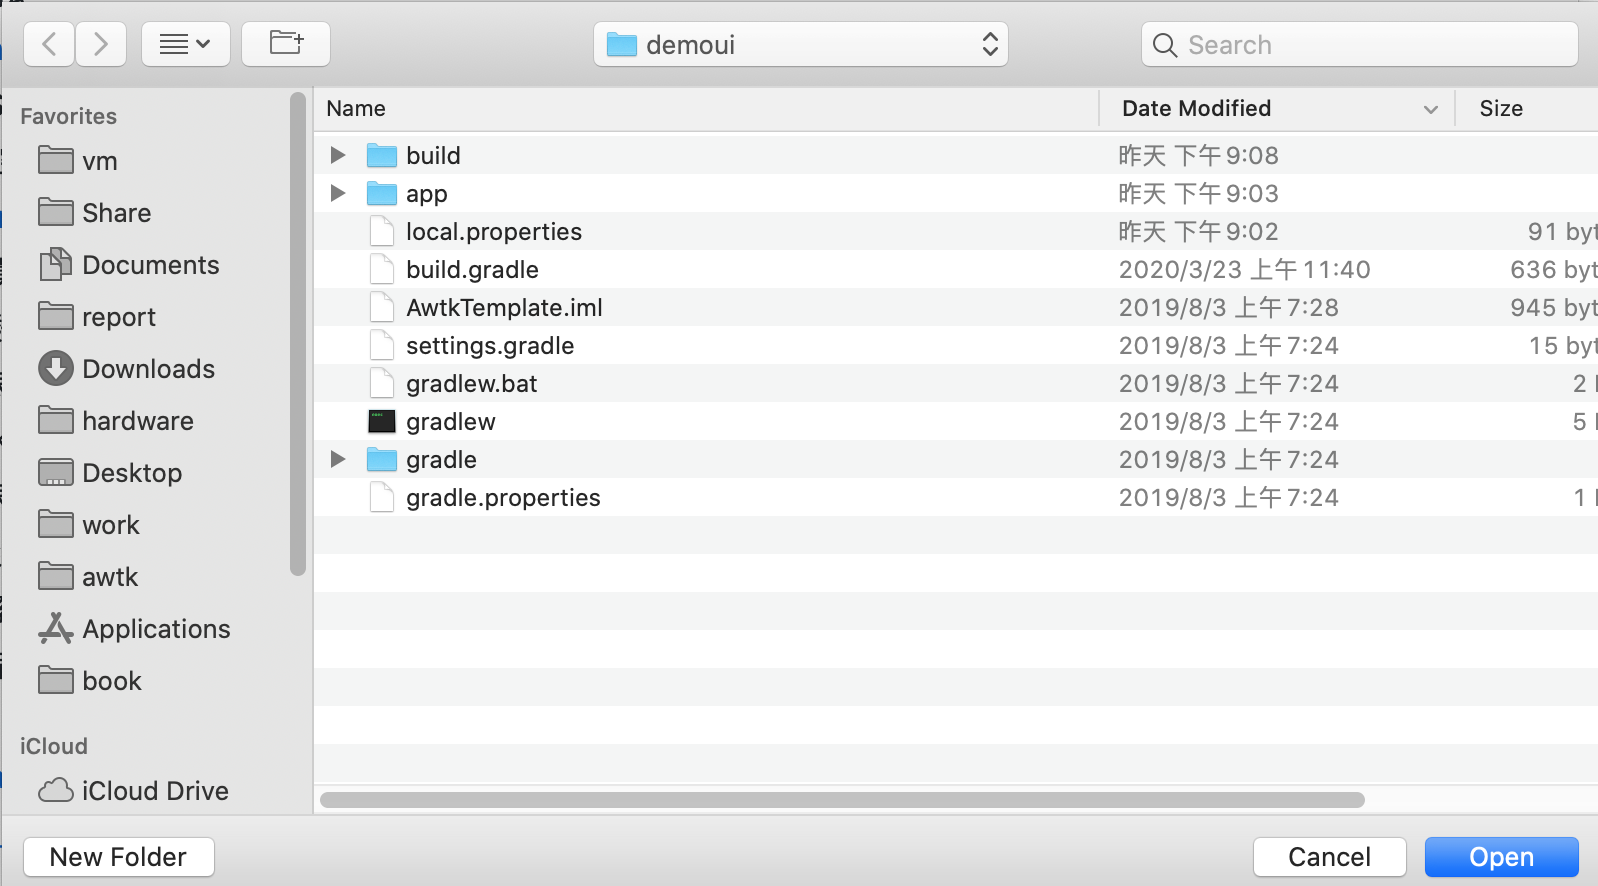 demoui
Search
Favorites
vm
Share
Documents
report
Downloads
hardware
Desktop
work
awtk
Applications
book
iCloud
iCloud Drive
Name Date Modified Size
build 昨天 下午 9:08
app 昨天 下午 9:03
local.properties 昨天 下午 9:02 91 byt
build.gradle 2020/3/23 上午 11:40 636 byt
AwtkTemplate.iml 2019/8/3 上午 7:28 945 byt
settings.gradle 2019/8/3 上午 7:24 15 byt
gradlew.bat 2019/8/3 上午 7:24 2
gradlew 2019/8/3 上午 7:24 5
gradle 2019/8/3 上午 7:24
gradle.properties 2019/8/3 上午 7:24 1
New Folder Cancel Open